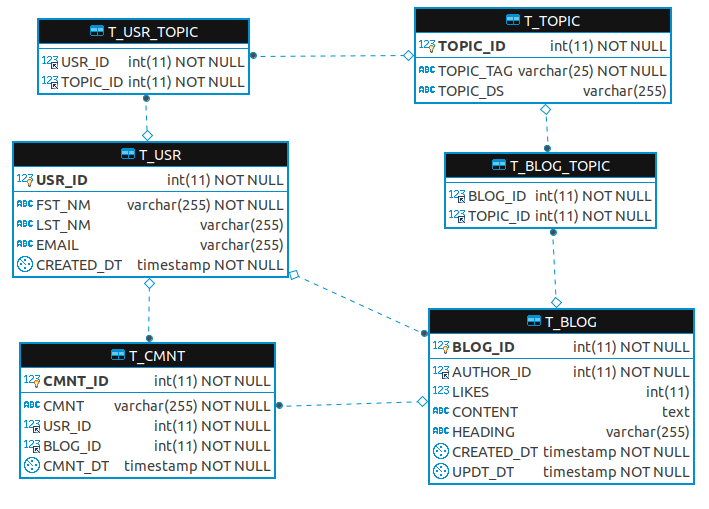 T_USR_TOPIC
123 USR_ID int(11) NOT NULL
123 TOPIC_ID int(11) NOT NULL
T_TOPIC
123 TOPIC_ID int(11) NOT NULL
ABC TOPIC_TAG varchar(25) NOT NULL
ABC TOPIC_DS varchar(255)
T_USR
123 USR_ID int(11) NOT NULL
ABC FST_NM varchar(255) NOT NULL
ABC LST_NM varchar(255)
ABC EMAIL varchar(255)
CREATED_DT timestamp NOT NULL
T_BLOG_TOPIC
123 BLOG_ID int(11) NOT NULL
123 TOPIC_ID int(11) NOT NULL
T_CMNT
123 CMNT_ID int(11) NOT NULL
ABC CMNT varchar(255) NOT NULL
123 USR_ID int(11) NOT NULL
123 BLOG_ID int(11) NOT NULL
CMNT_DT timestamp NOT NULL
T_BLOG
123 BLOG_ID int(11) NOT NULL
123 AUTHOR_ID int(11) NOT NULL
123 LIKES int(11)
ABC CONTENT text
ABC HEADING varchar(255)
CREATED_DT timestamp NOT NULL
UPDT_DT timestamp NOT NULL